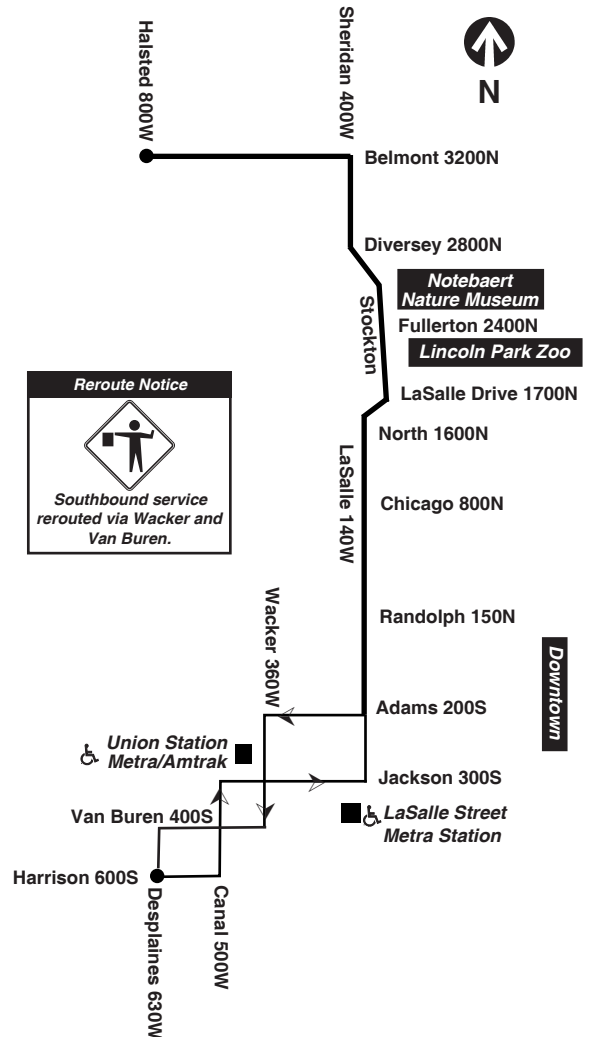 Halsted 800W
Sheridan 400W
N
Belmont 3200N
Diversey 2800N
Notebaert
Nature Museum
Stockton
Fullerton 2400N
Lincoln Park Zoo
LaSalle Drive 1700N
North 1600N
Reroute Notice
Southbound service
rerouted via Wacker and
Van Buren.
LaSalle 140W
Chicago 800N
Wacker 360W
Randolph 150N
Downtown
Adams 200S
Union Station
Metra/Amtrak
Jackson 300S
Van Buren 400S
LaSalle Street
Metra Station
Harrison 600S
Desplaines 630W
Canal 500W